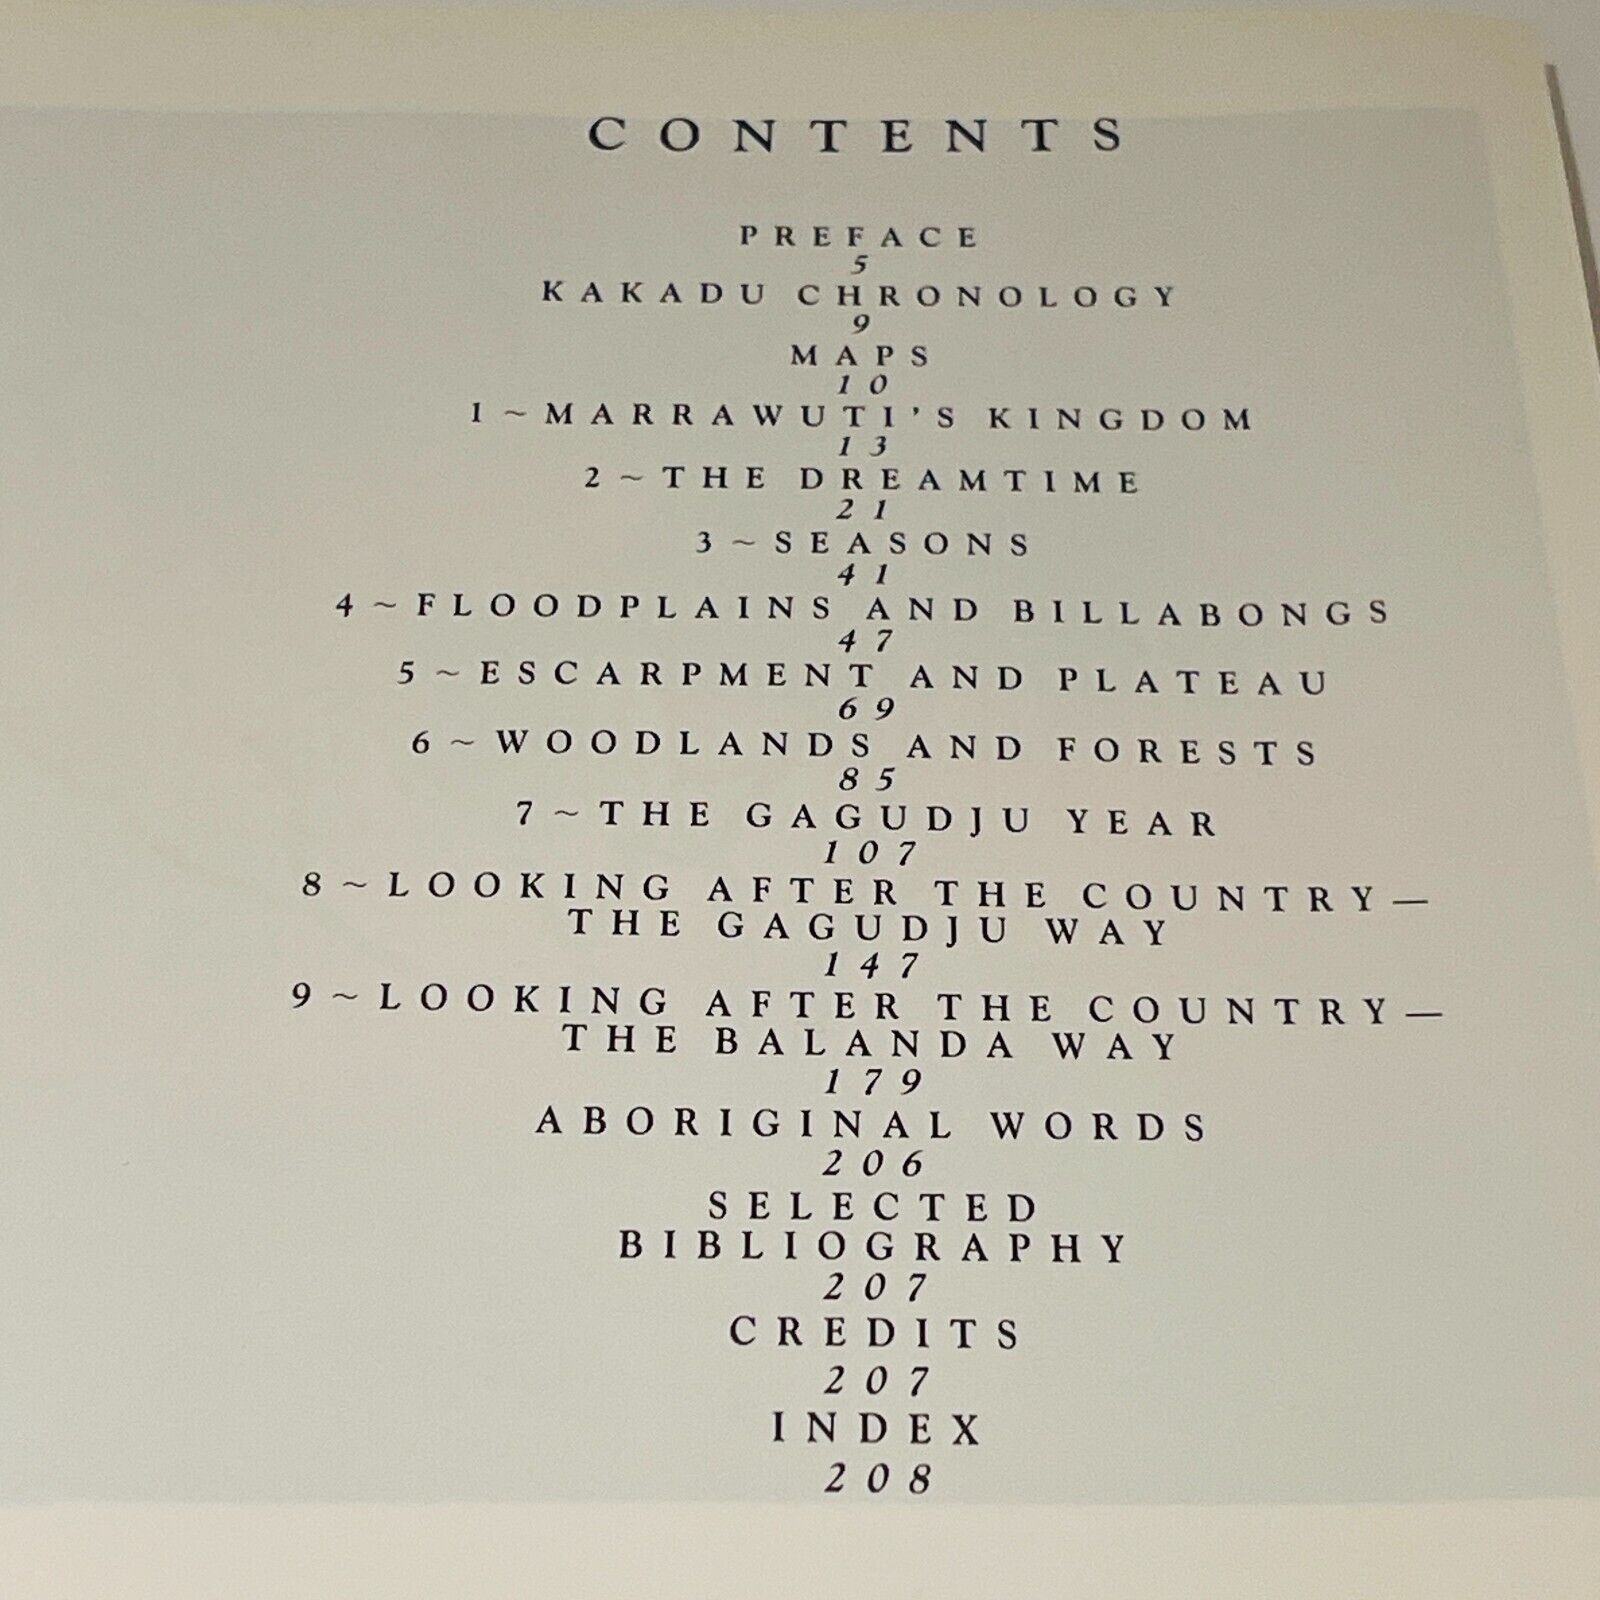 CONTENTS
PREFACE
5
KAKADU CHRONOLOGY
9
MAPS
10
1 ~ MARRAWUTI'S KINGDOM
13
2 ~ THE DREAMTIME
21
3 ~ SEASONS
41
4 ~ FLOODPLAINS AND BILLABONGS
47
5 ~ ESCARPMENT AND PLATEAU
69
6 ~ WOODLANDS AND FORESTS
85
7 ~ THE GAGUDJU YEAR
107
8 ~ LOOKING AFTER THE COUNTRY—
THE GAGUDJU WAY
147
9 ~ LOOKING AFTER THE COUNTRY—
THE BALANDA WAY
179
ABORIGINAL WORDS
206
SELECTED
BIBLIOGRAPHY
207
CREDITS
207
INDEX
208